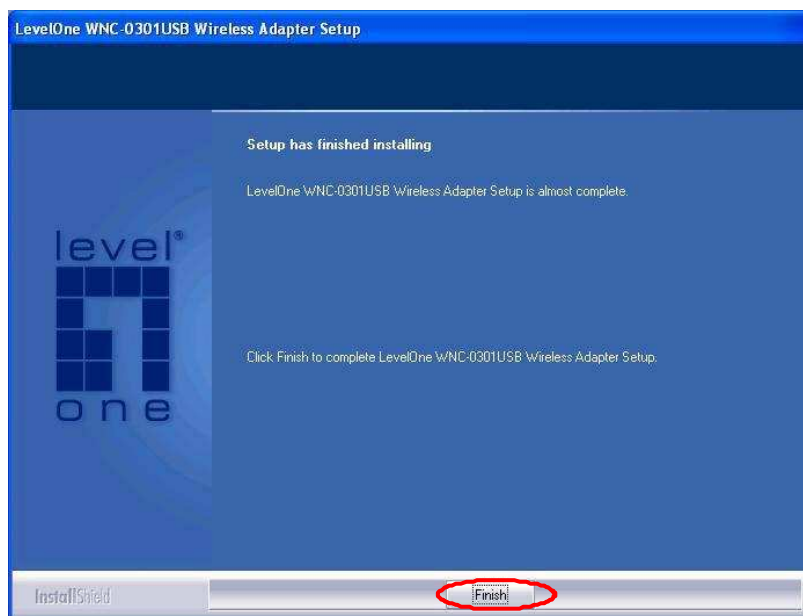 LevelOne WNC-0301USB Wireless Adapter Setup
Setup has finished installing
LevelOne WNC-0301USB Wireless Adapter Setup is almost complete.
level®
one
Click Finish to complete LevelOne WNC-0301USB Wireless Adapter Setup.
InstallShield
Finish